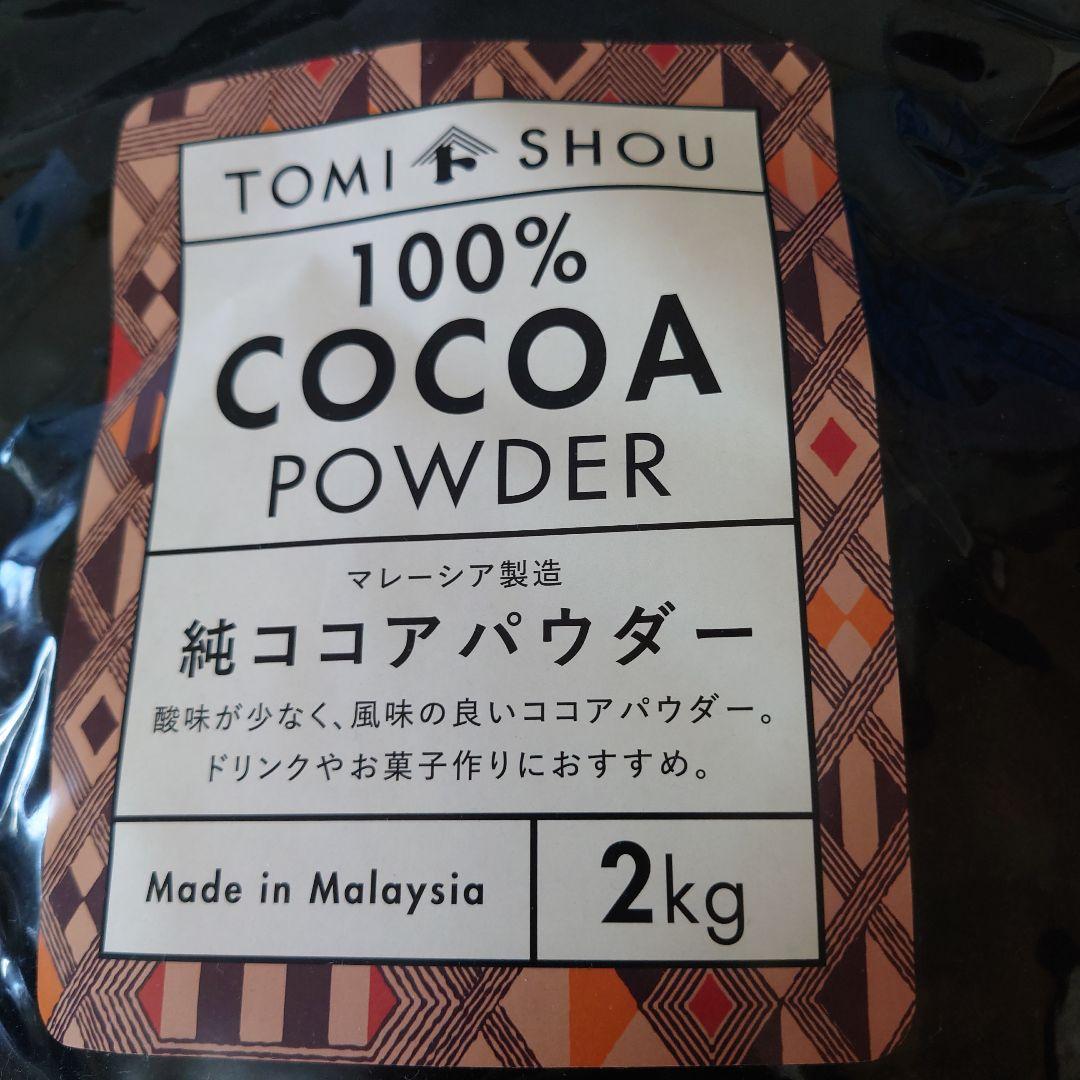 TOMI ト SHOU
100%
COCOA
POWDER
マレーシア製造
純ココアパウダー
酸味が少なく、風味の良いココアパウダー。
ドリンクやお菓子作りにおすすめ。
Made in Malaysia
2kg